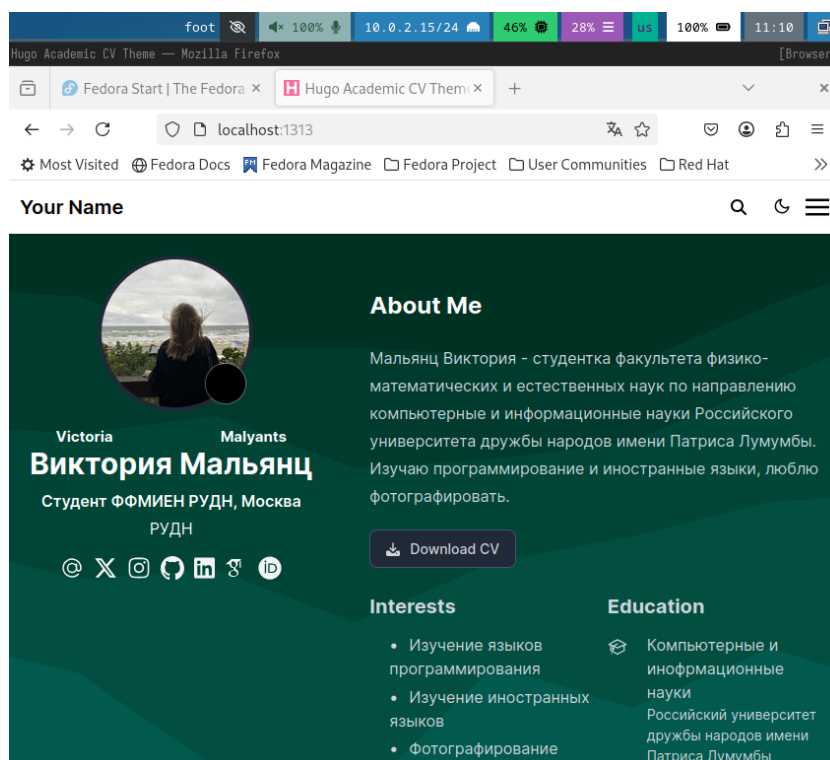 foot 100% 10.0.2.15/24 46% 28% us 100% 11:10
Hugo Academic CV Theme — Mozilla Firefox [Browser
Fedora Start | The Fedora Hugo Academic CV Theme
localhost:1313
Most Visited Fedora Docs Fedora Magazine Fedora Project User Communities Red Hat
Your Name
About Me
Мальянц Виктория - студентка факультета физико-
математических и естественных наук по направлению
компьютерные и информационные науки Российского
университета дружбы народов имени Патриса Лумумбы.
Изучаю программирование и иностранные языки, люблю
фотографировать.
Download CV
Victoria Malyants
Виктория Мальянц
Студент ФФМИЕН РУДН, Москва
РУДН
Interests
• Изучение языков
программирования
• Изучение иностранных
языков
• Фотографирование
Education
Компьютерные и
инофрмационные
науки
Российский университет
дружбы народов имени
Патриса Лумумбы